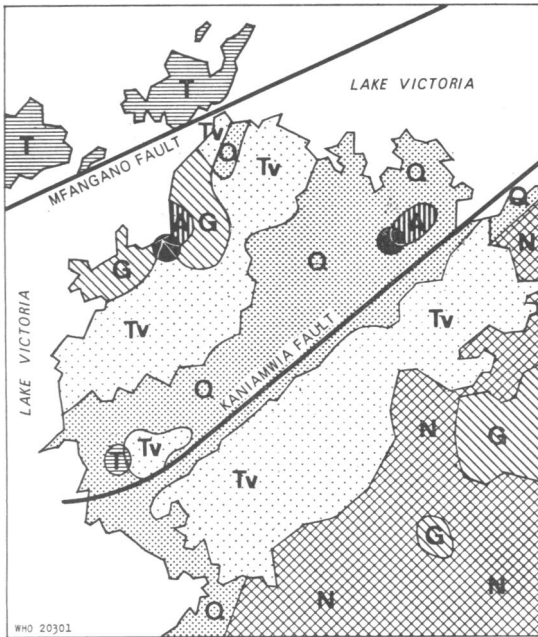 LAKE VICTORIA
T
T
Tv
Q
Tv
MFANGANO FAULT
Q
Q
A
G
A
N
Q
G
Tv
Tv
LAKE VICTORIA
KANIAMWIA FAULT
Q
N
G
T
Tv
Tv
G
N
N
Q
WHO 20301